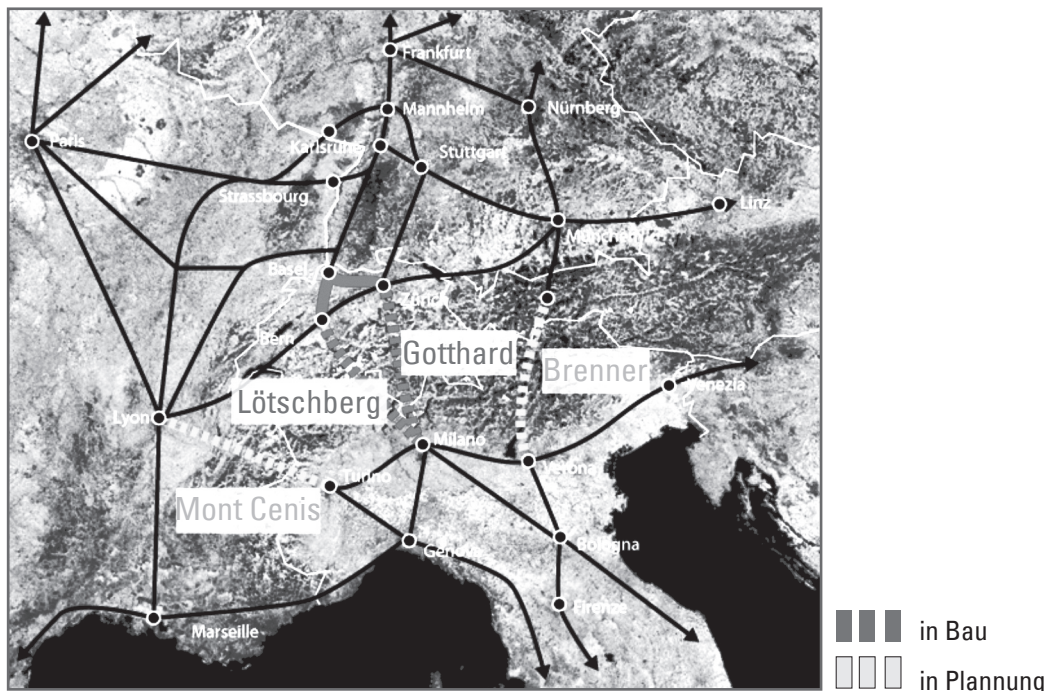 Frankfurt
Mannheim
Nürnberg
Paris
Karlsruhe
Stuttgart
Strassbourg
Linz
Basel
Zürich
Bern
Gotthard
Brenner
Venezia
Lötschberg
Lyon
Milano
Verona
Torino
Mont Cenis
Genova
Bologna
Firenze
Marseille
in Bau
in Plannung